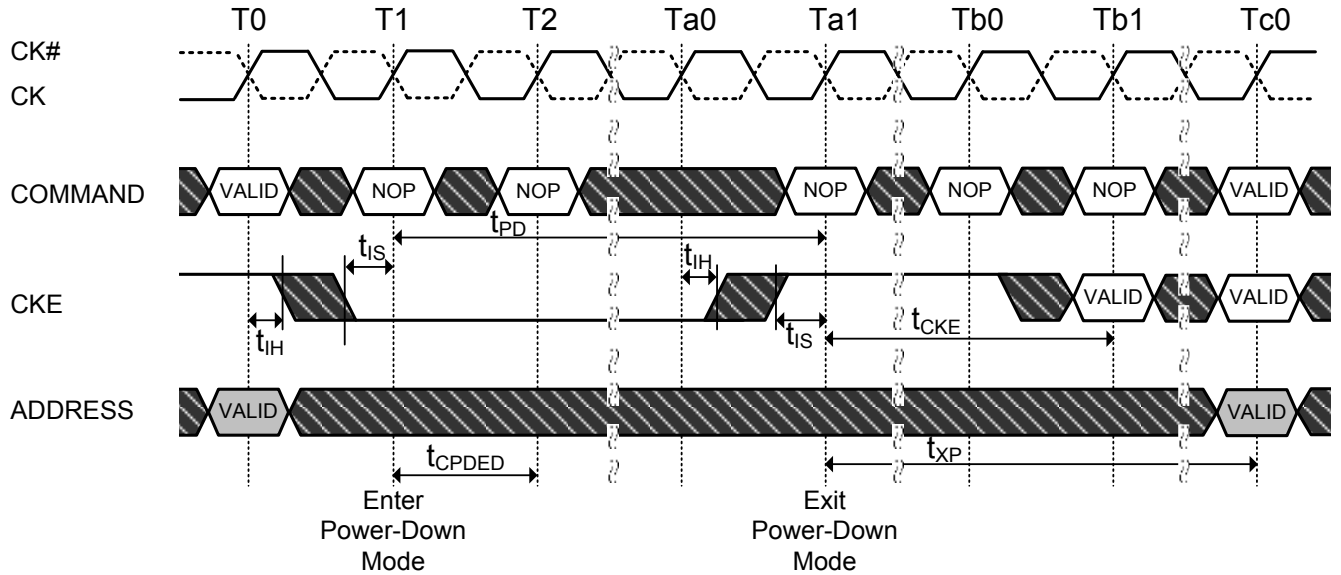 T0 T1 T2 Ta0 Ta1 Tb0 Tb1 Tc0
CK#
CK
COMMAND VALID NOP NOP NOP NOP NOP VALID
tPD
tIS tIH
CKE VALID VALID
tIH tIS tCKE
ADDRESS VALID VALID
tCPDED tXP
Enter
Power-Down
Mode
Exit
Power-Down
Mode